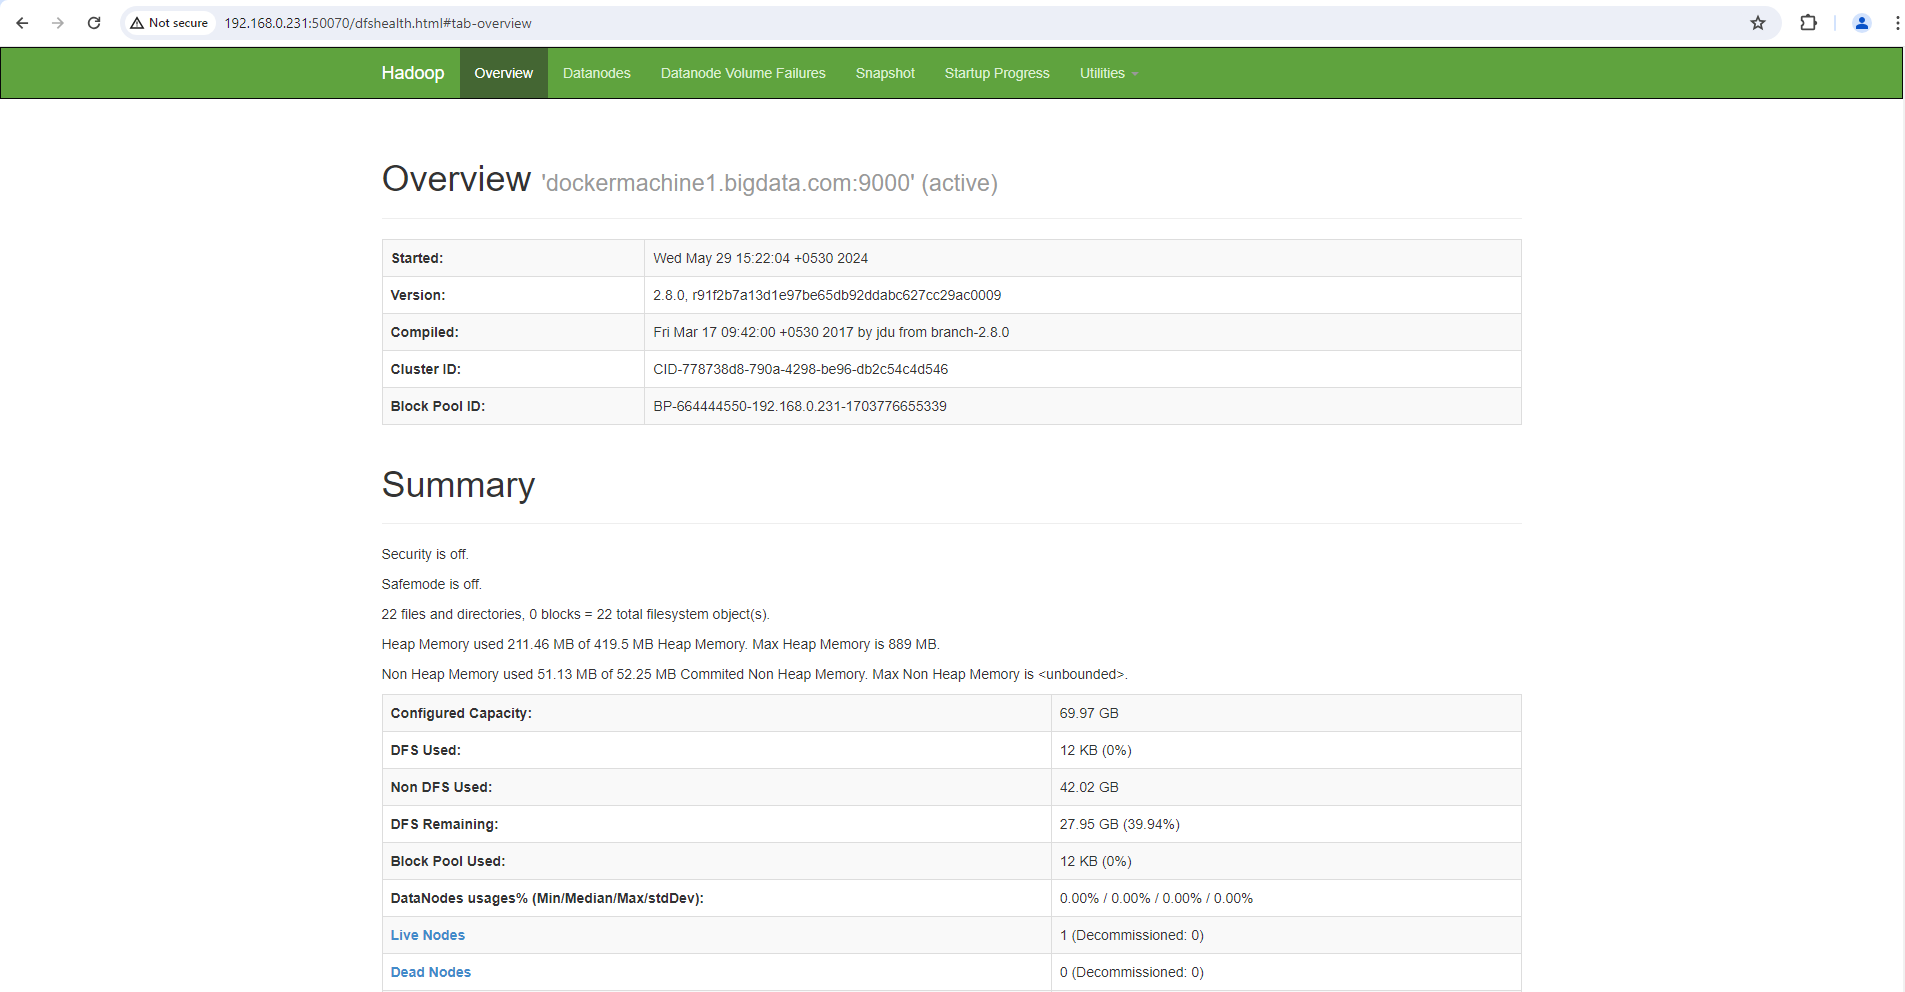 Not secure 192.168.0.231:50070/dfshealth.html#tab-overview
Hadoop Overview Datanodes Datanode Volume Failures Snapshot Startup Progress Utilities
Overview 'dockermachine1.bigdata.com:9000' (active)
Started: Wed May 29 15:22:04 +0530 2024
Version: 2.8.0, r91f2b7a13d1e97be65db92ddabc627cc29ac0009
Compiled: Fri Mar 17 09:42:00 +0530 2017 by jdu from branch-2.8.0
Cluster ID: CID-778738d8-790a-4298-be96-db2c54c4d546
Block Pool ID: BP-664444550-192.168.0.231-1703776655339
Summary
Security is off.
Safemode is off.
22 files and directories, 0 blocks = 22 total filesystem object(s).
Heap Memory used 211.46 MB of 419.5 MB Heap Memory. Max Heap Memory is 889 MB.
Non Heap Memory used 51.13 MB of 52.25 MB Commited Non Heap Memory. Max Non Heap Memory is <unbounded>.
Configured Capacity: 69.97 GB
DFS Used: 12 KB (0%)
Non DFS Used: 42.02 GB
DFS Remaining: 27.95 GB (39.94%)
Block Pool Used: 12 KB (0%)
DataNodes usages% (Min/Median/Max/stdDev): 0.00% / 0.00% / 0.00% / 0.00%
Live Nodes 1 (Decommissioned: 0)
Dead Nodes 0 (Decommissioned: 0)